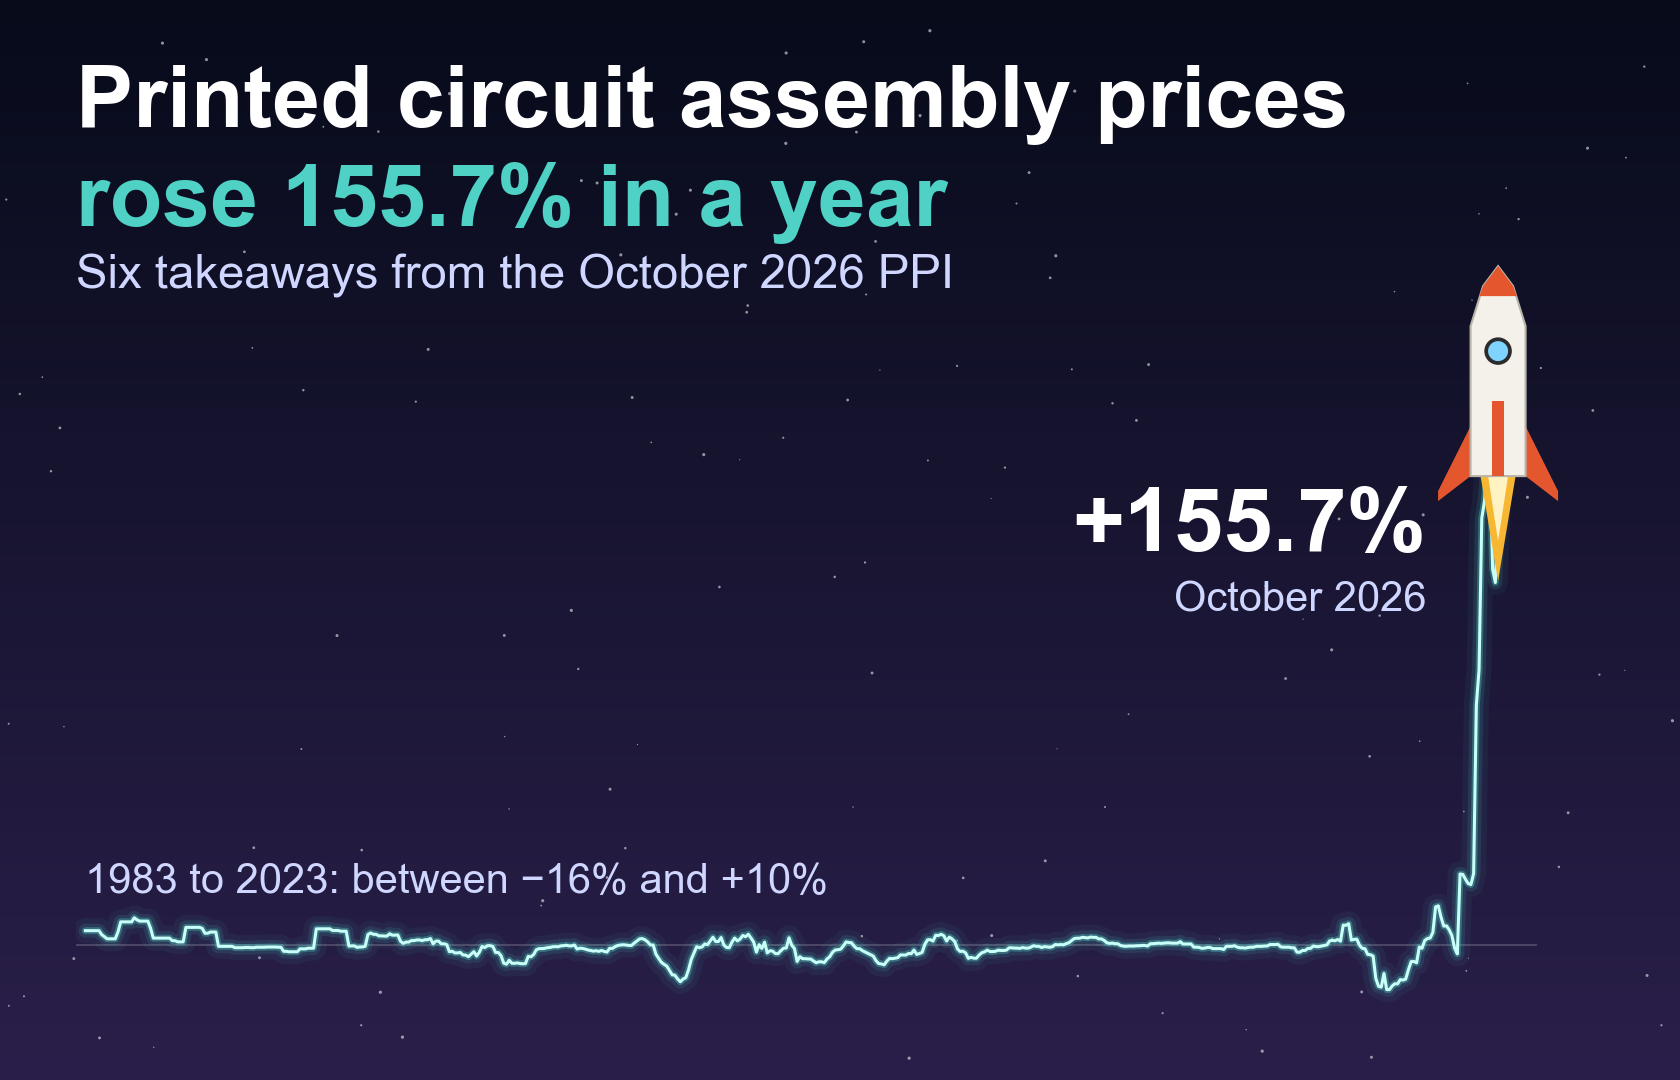 Printed circuit assembly prices
rose 155.7% in a year
Six takeaways from the October 2026 PPI
+155.7%
October 2026
1983 to 2023: between −16% and +10%